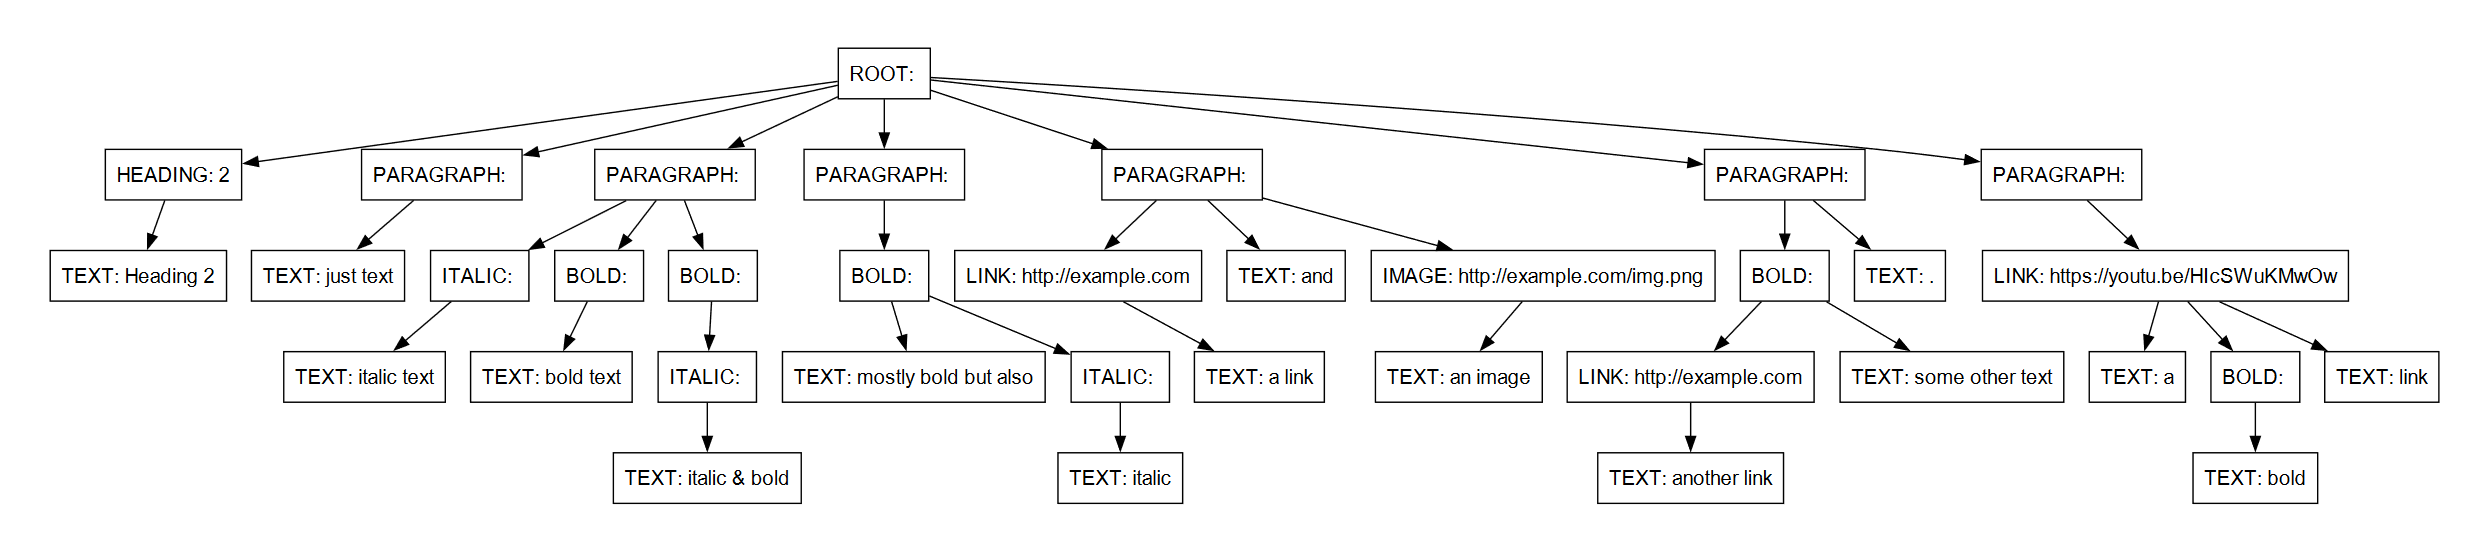 ROOT:
HEADING: 2
PARAGRAPH:
PARAGRAPH:
PARAGRAPH:
PARAGRAPH:
PARAGRAPH:
PARAGRAPH:
TEXT: Heading 2
TEXT: just text
ITALIC:
BOLD:
BOLD:
BOLD:
LINK: http://example.com
TEXT: and
IMAGE: http://example.com/img.png
BOLD:
TEXT: .
LINK: https://youtu.be/HIcSWuKMwOw
TEXT: italic text
TEXT: bold text
ITALIC:
TEXT: mostly bold but also
ITALIC:
TEXT: a link
TEXT: an image
LINK: http://example.com
TEXT: some other text
TEXT: a
BOLD:
TEXT: link
TEXT: italic & bold
TEXT: italic
TEXT: another link
TEXT: bold